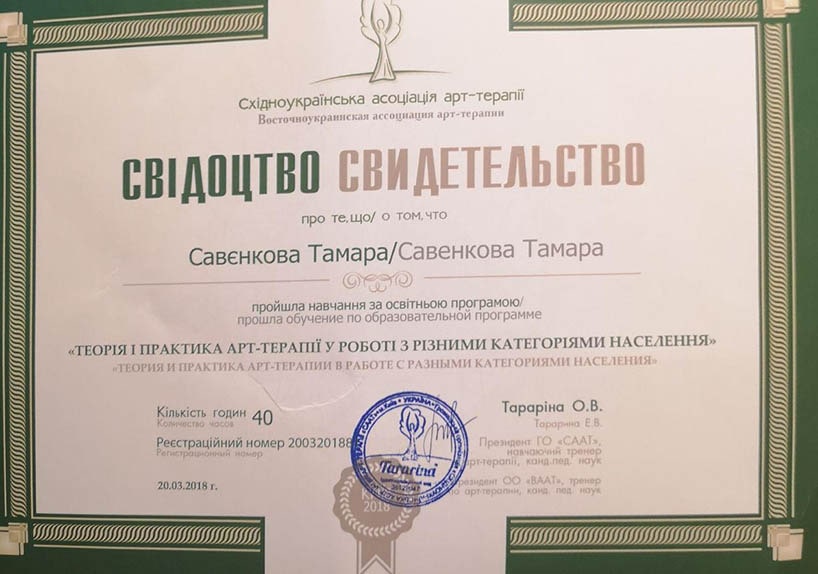 Східноукраїнська асоціація арт-терапії
Восточноукраинская ассоциация арт-терапии
СВІДОЦТВО СВИДЕТЕЛЬСТВО
про те,що/ о том,что
Савєнкова Тамара/Савенкова Тамара
пройшла навчання за освітньою програмою/
прошла обучение по образовательной программе
«ТЕОРІЯ І ПРАКТИКА АРТ-ТЕРАПІЇ У РОБОТІ З РІЗНИМИ КАТЕГОРІЯМИ НАСЕЛЕННЯ»
«ТЕОРИЯ И ПРАКТИКА АРТ-ТЕРАПИИ В РАБОТЕ С РАЗНЫМИ КАТЕГОРИЯМИ НАСЕЛЕНИЯ»
Кількість годин 40
Количество часов
Реєстраційний номер 200320188
Регистрационный номер
20.03.2018 г.
УКРАЇНА
Tararina
2018
Тараріна О.В.
Тарарина Е.В.
Президент ГО «СААТ»,
навчаючий тренер
арт-терапії, канд.пед. наук
президент ОО «ВААТ», тренер
по арт-терапии, канд. пед. наук